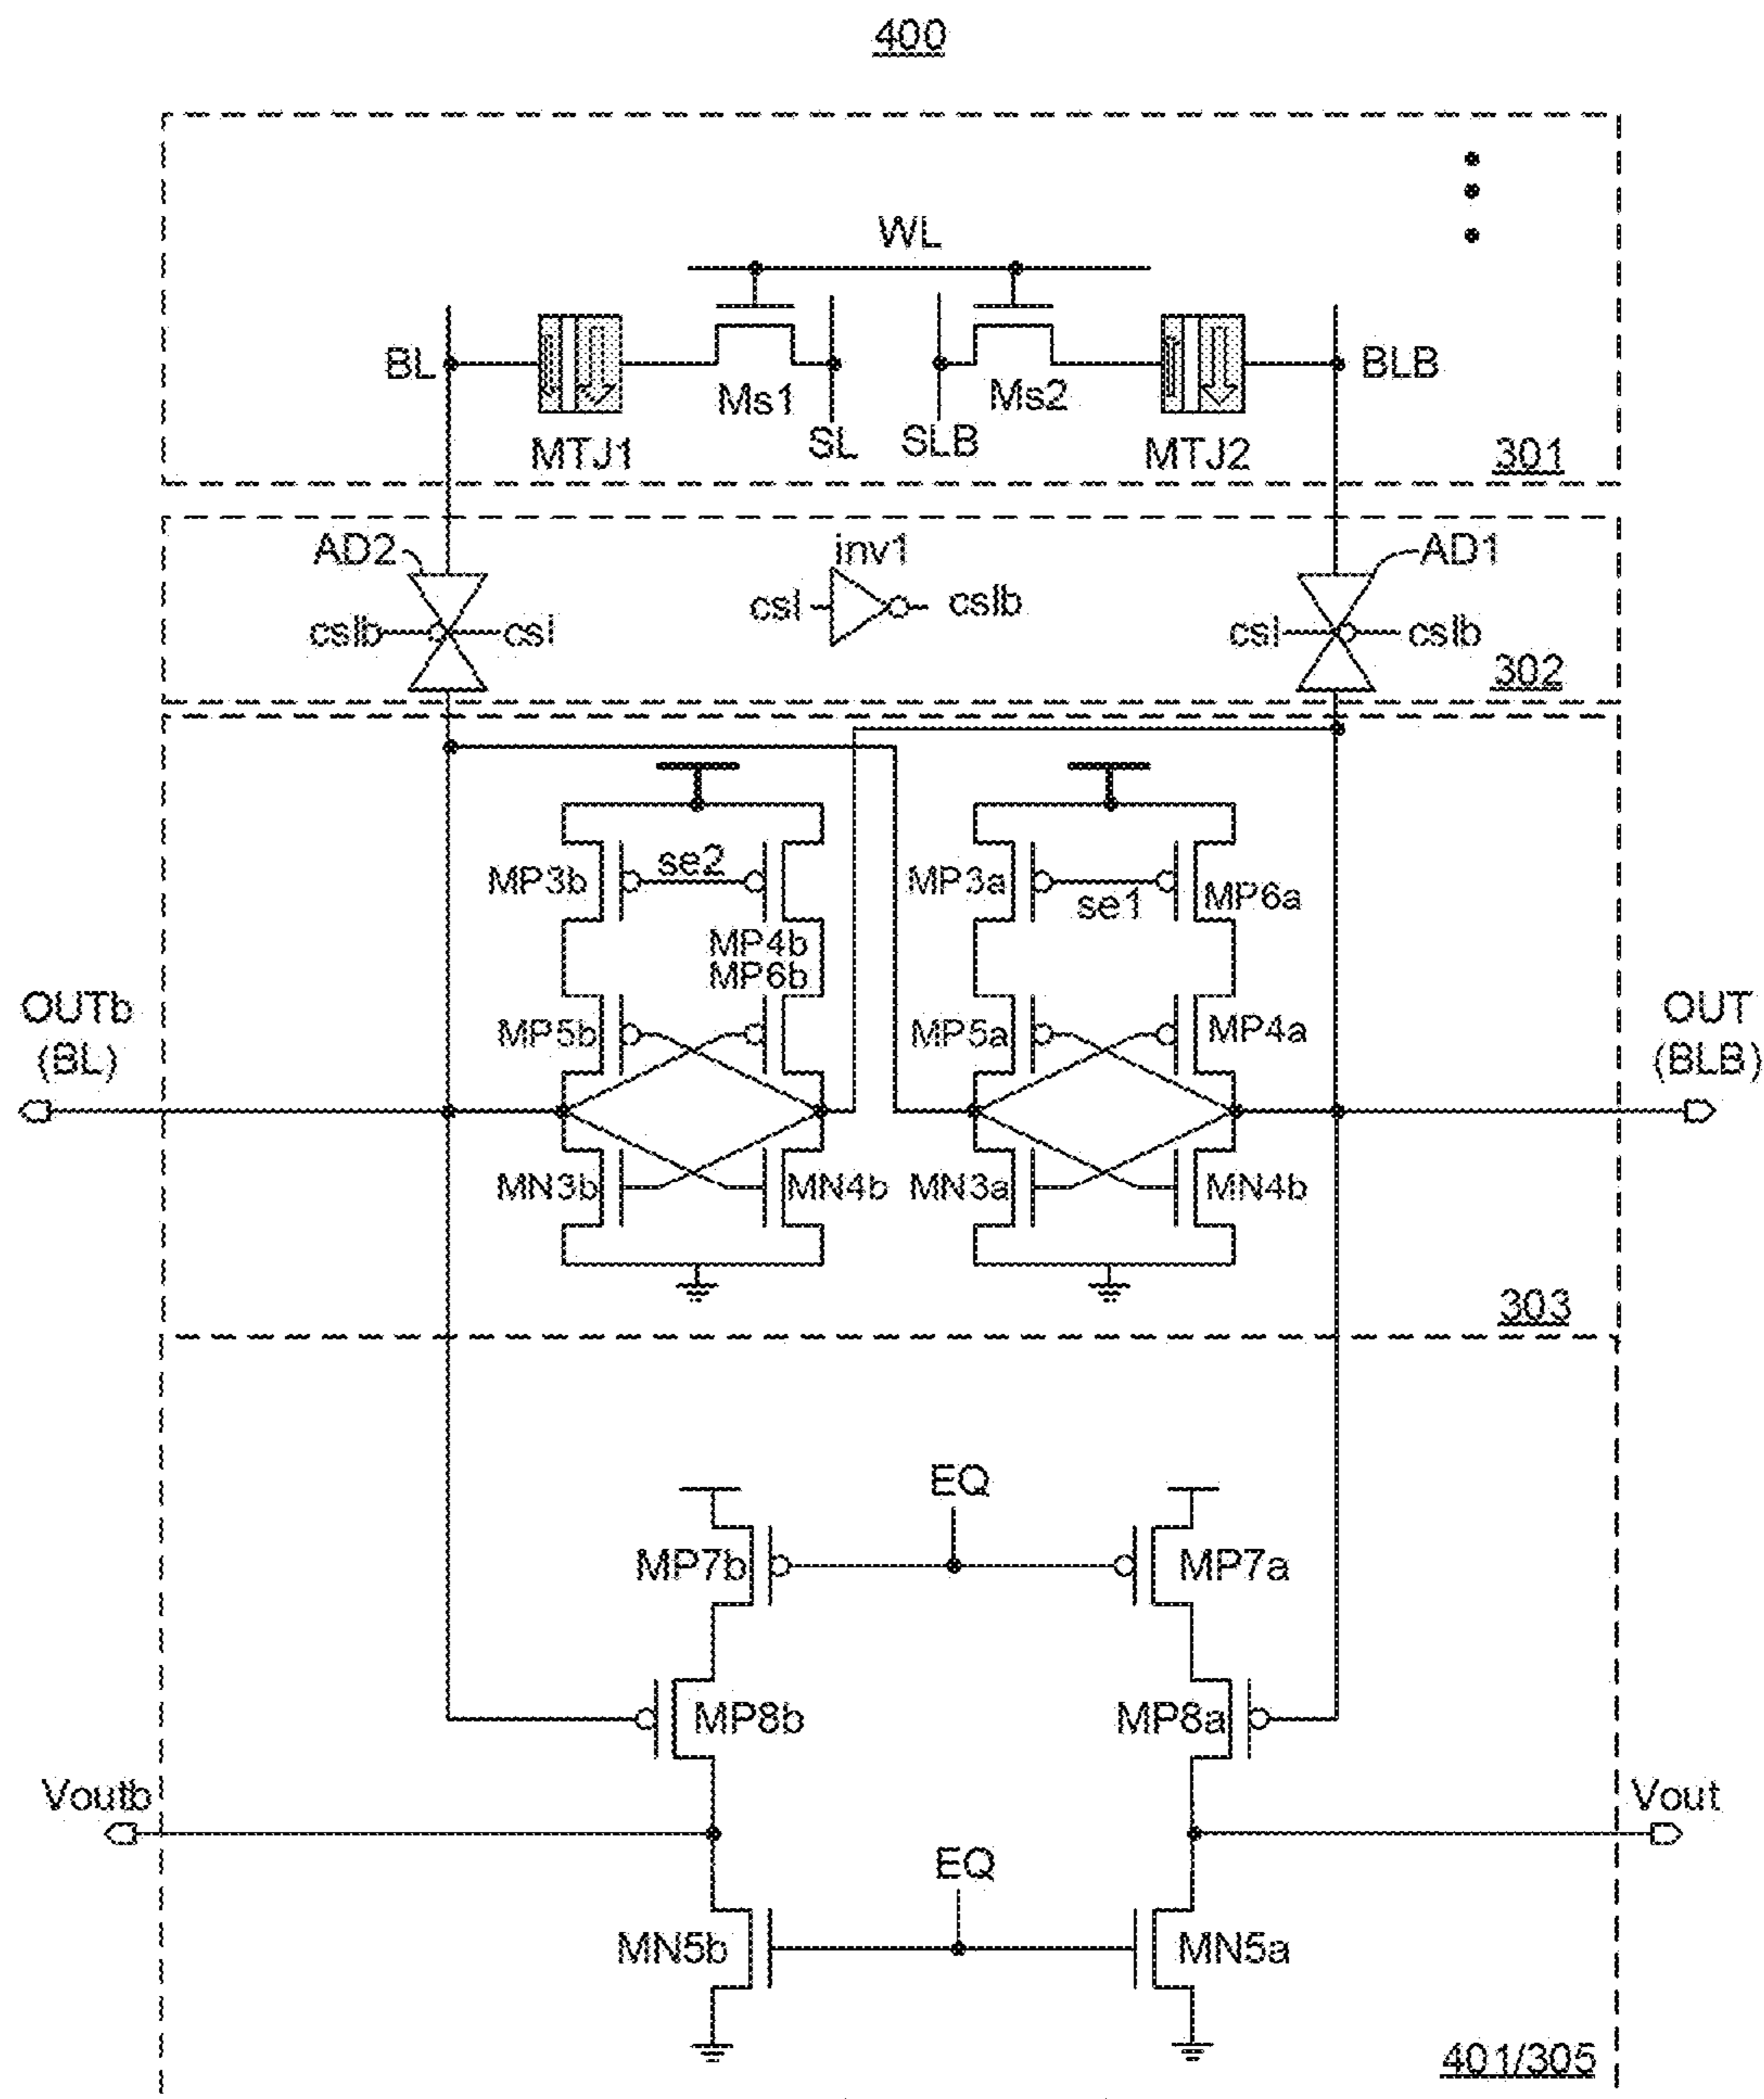 400
WL
BL
BLB
Ms1
Ms2
SL
SLB
MTJ1
MTJ2
301
AD2
inv1
AD1
cslb
csl
csl
cslb
csl
cslb
302
MP3b
se2
MP3a
se1
MP6a
MP4b
MP6b
OUTb
(BL)
MP5b
MP5a
MP4a
OUT
(BLB)
MN3b
MN4b
MN3a
MN4b
303
EQ
MP7b
MP7a
MP8b
MP8a
Voutb
Vout
EQ
MN5b
MN5a
401/305